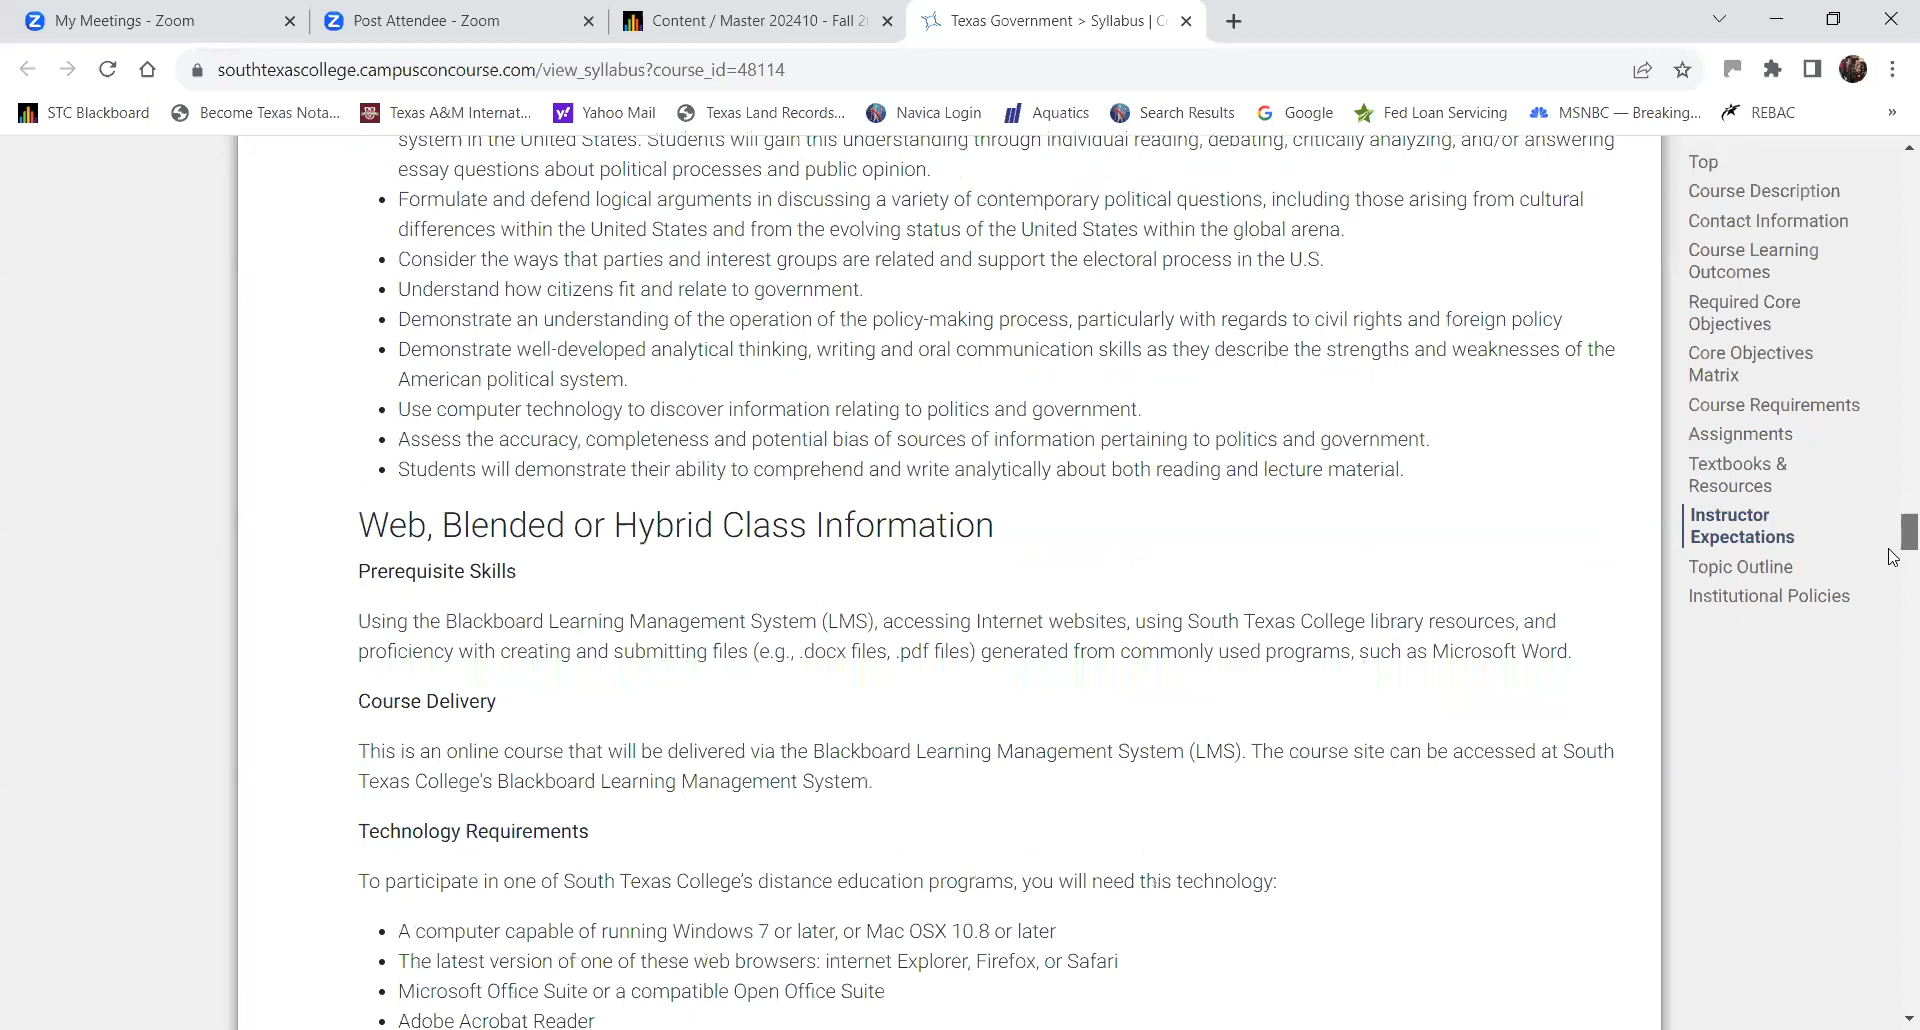 My Meetings - Zoom
Post Attendee - Zoom
Content / Master 202410 - Fall 2
Texas Government > Syllabus | C
southtexascollege.campusconcourse.com/view_syllabus?course_id=48114
STC Blackboard
Become Texas Nota...
Texas A&M Internat...
Yahoo Mail
Texas Land Records...
Navica Login
Aquatics
Search Results
Google
Fed Loan Servicing
MSNBC — Breaking...
REBAC
»
system in the United States. Students will gain this understanding through individual reading, debating, critically analyzing, and/or answering
essay questions about political processes and public opinion.
• Formulate and defend logical arguments in discussing a variety of contemporary political questions, including those arising from cultural
differences within the United States and from the evolving status of the United States within the global arena.
• Consider the ways that parties and interest groups are related and support the electoral process in the U.S.
• Understand how citizens fit and relate to government.
• Demonstrate an understanding of the operation of the policy-making process, particularly with regards to civil rights and foreign policy
• Demonstrate well-developed analytical thinking, writing and oral communication skills as they describe the strengths and weaknesses of the
American political system.
• Use computer technology to discover information relating to politics and government.
• Assess the accuracy, completeness and potential bias of sources of information pertaining to politics and government.
• Students will demonstrate their ability to comprehend and write analytically about both reading and lecture material.
Web, Blended or Hybrid Class Information
Prerequisite Skills
Using the Blackboard Learning Management System (LMS), accessing Internet websites, using South Texas College library resources, and
proficiency with creating and submitting files (e.g., .docx files, .pdf files) generated from commonly used programs, such as Microsoft Word.
Course Delivery
This is an online course that will be delivered via the Blackboard Learning Management System (LMS). The course site can be accessed at South
Texas College's Blackboard Learning Management System.
Technology Requirements
To participate in one of South Texas College's distance education programs, you will need this technology:
• A computer capable of running Windows 7 or later, or Mac OSX 10.8 or later
• The latest version of one of these web browsers: internet Explorer, Firefox, or Safari
• Microsoft Office Suite or a compatible Open Office Suite
• Adobe Acrobat Reader
Top
Course Description
Contact Information
Course Learning
Outcomes
Required Core
Objectives
Core Objectives
Matrix
Course Requirements
Assignments
Textbooks &
Resources
Instructor
Expectations
Topic Outline
Institutional Policies